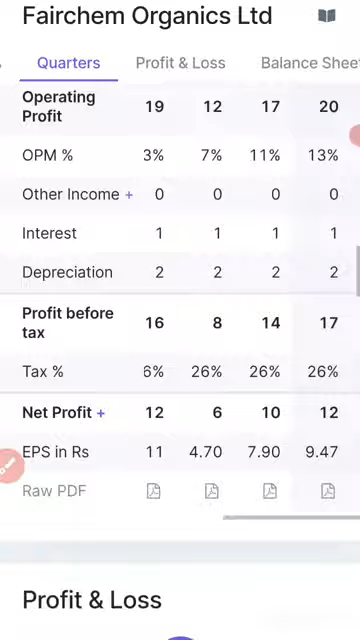 Fairchem Organics Ltd
Quarters Profit & Loss Balance Sheet
Operating Profit 19 12 17 20
OPM % 3% 7% 11% 13%
Other Income + 0 0 0 0
Interest 1 1 1 1
Depreciation 2 2 2 2
Profit before tax 16 8 14 17
Tax % 6% 26% 26% 26%
Net Profit + 12 6 10 12
EPS in Rs 11 4.70 7.90 9.47
Raw PDF
Profit & Loss